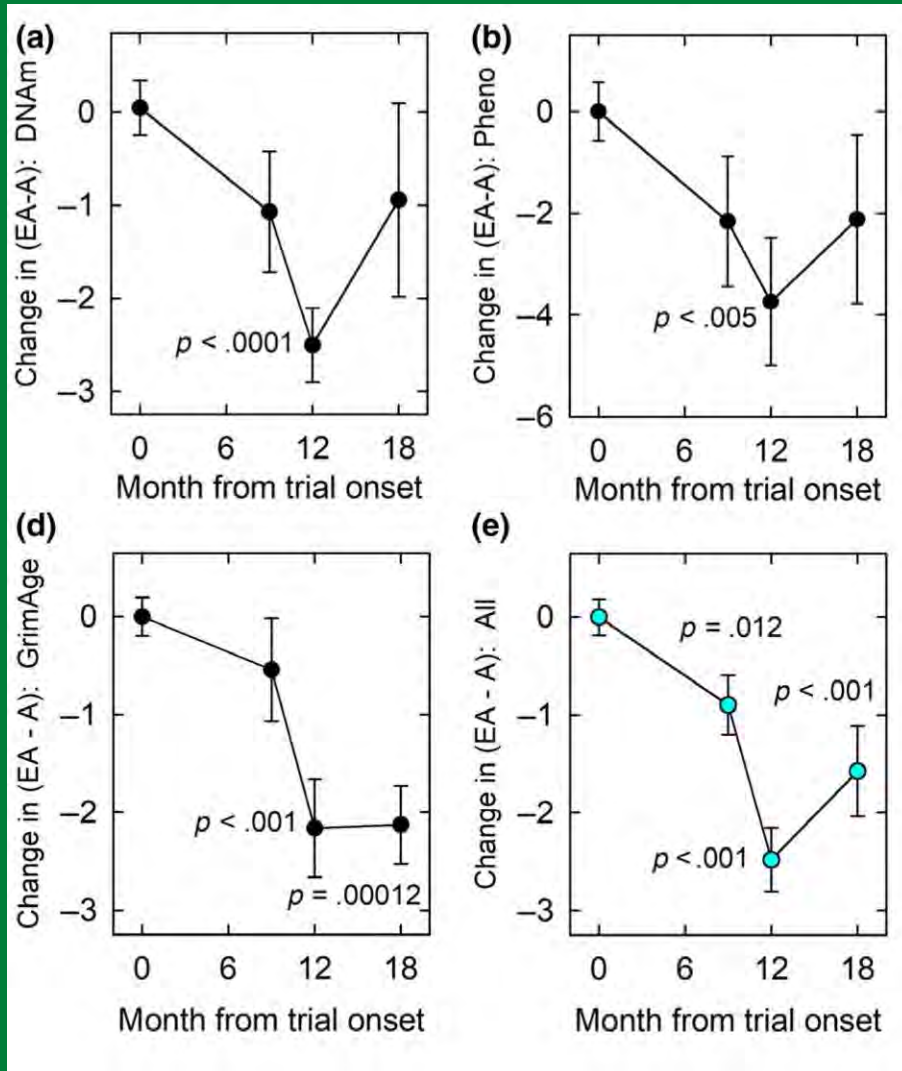 (a)
Change in (EA-A): DNAm
0
–1
–2
–3
p < .0001
0 6 12 18
Month from trial onset
(b)
Change in (EA-A): Pheno
0
–2
–4
–6
p < .005
0 6 12 18
Month from trial onset
(d)
Change in (EA - A): GrimAge
0
–1
–2
–3
p < .001
p = .00012
0 6 12 18
Month from trial onset
(e)
Change in (EA - A): All
0
–1
–2
–3
p = .012
p < .001
p < .001
0 6 12 18
Month from trial onset